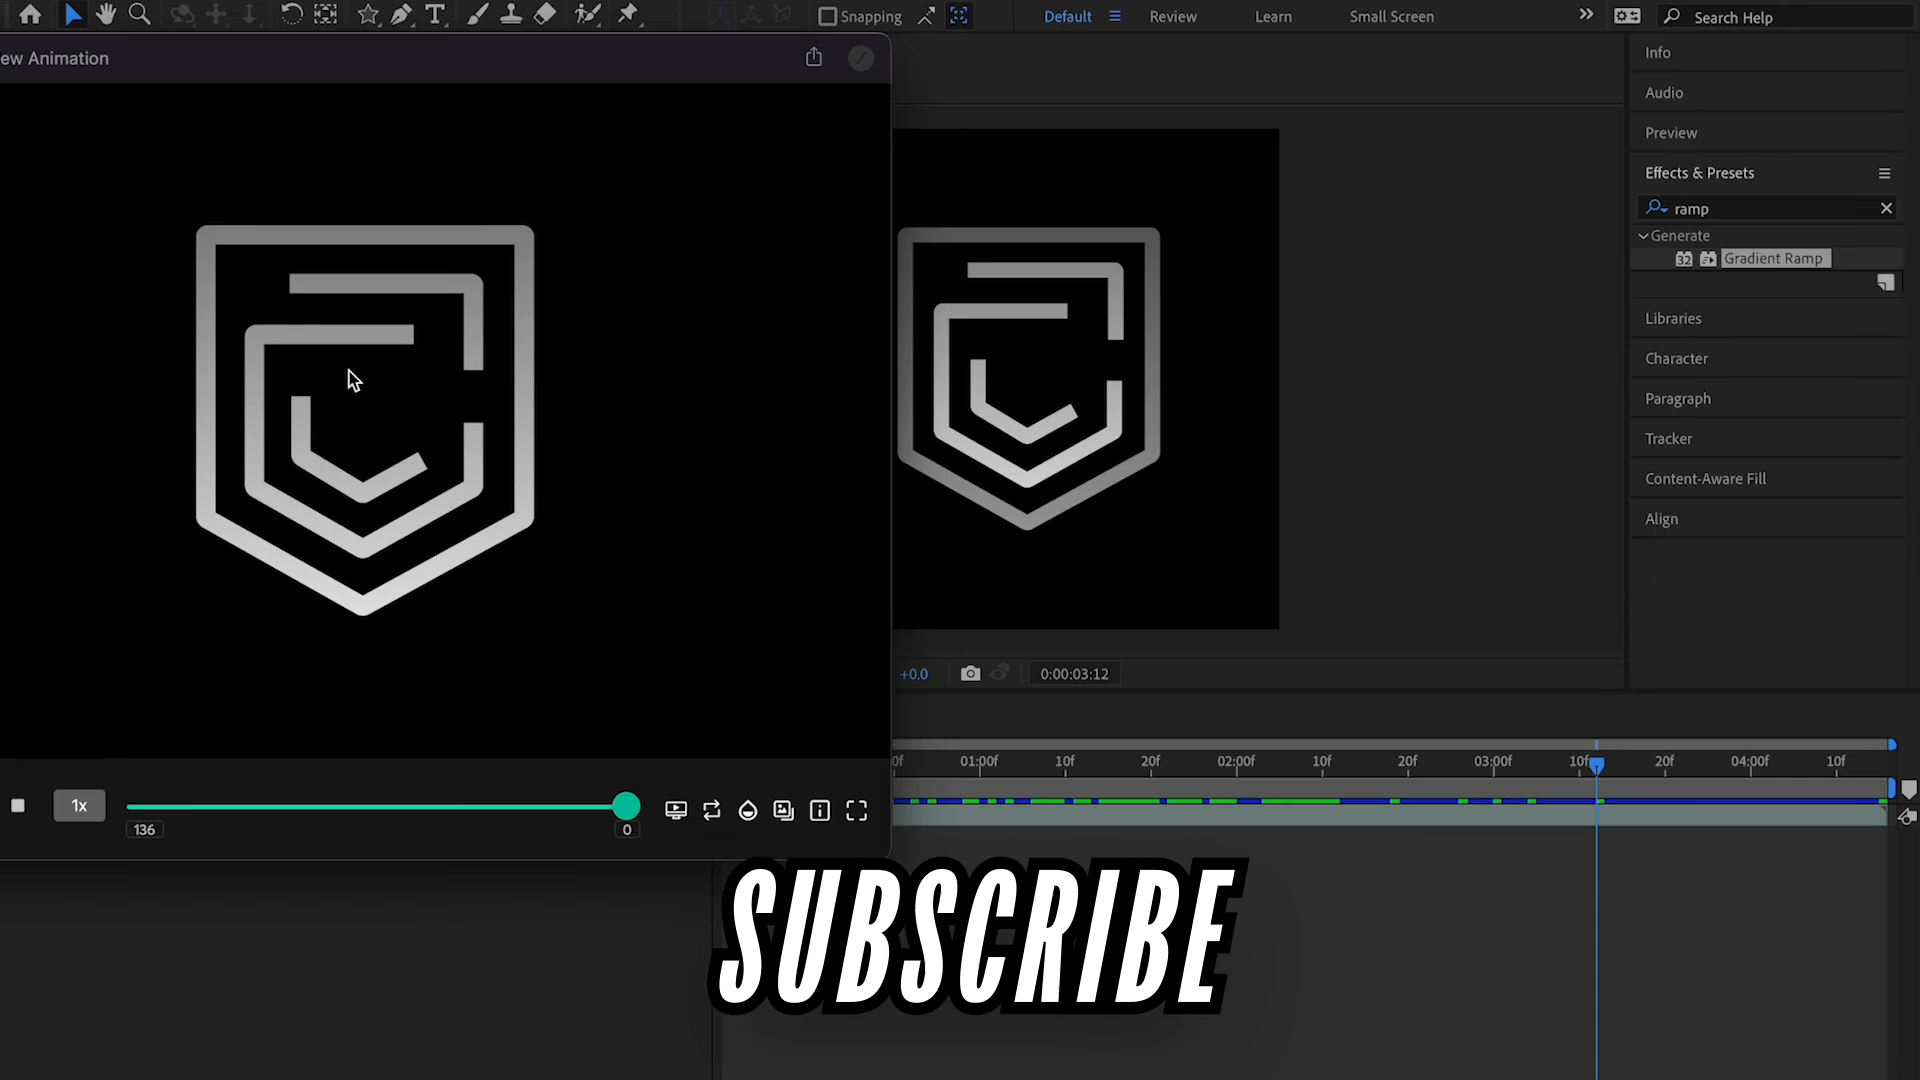 Snapping
Default
Review
Learn
Small Screen
Search Help
ew Animation
Info
Audio
Preview
Effects & Presets
ramp
Generate
32
Gradient Ramp
Libraries
Character
Paragraph
Tracker
Content-Aware Fill
Align
+0.0
0:00:03:12
0f
01:00f
10f
20f
02:00f
10f
20f
03:00f
10f
20f
04:00f
10f
1x
136
0
SUBSCRIBE